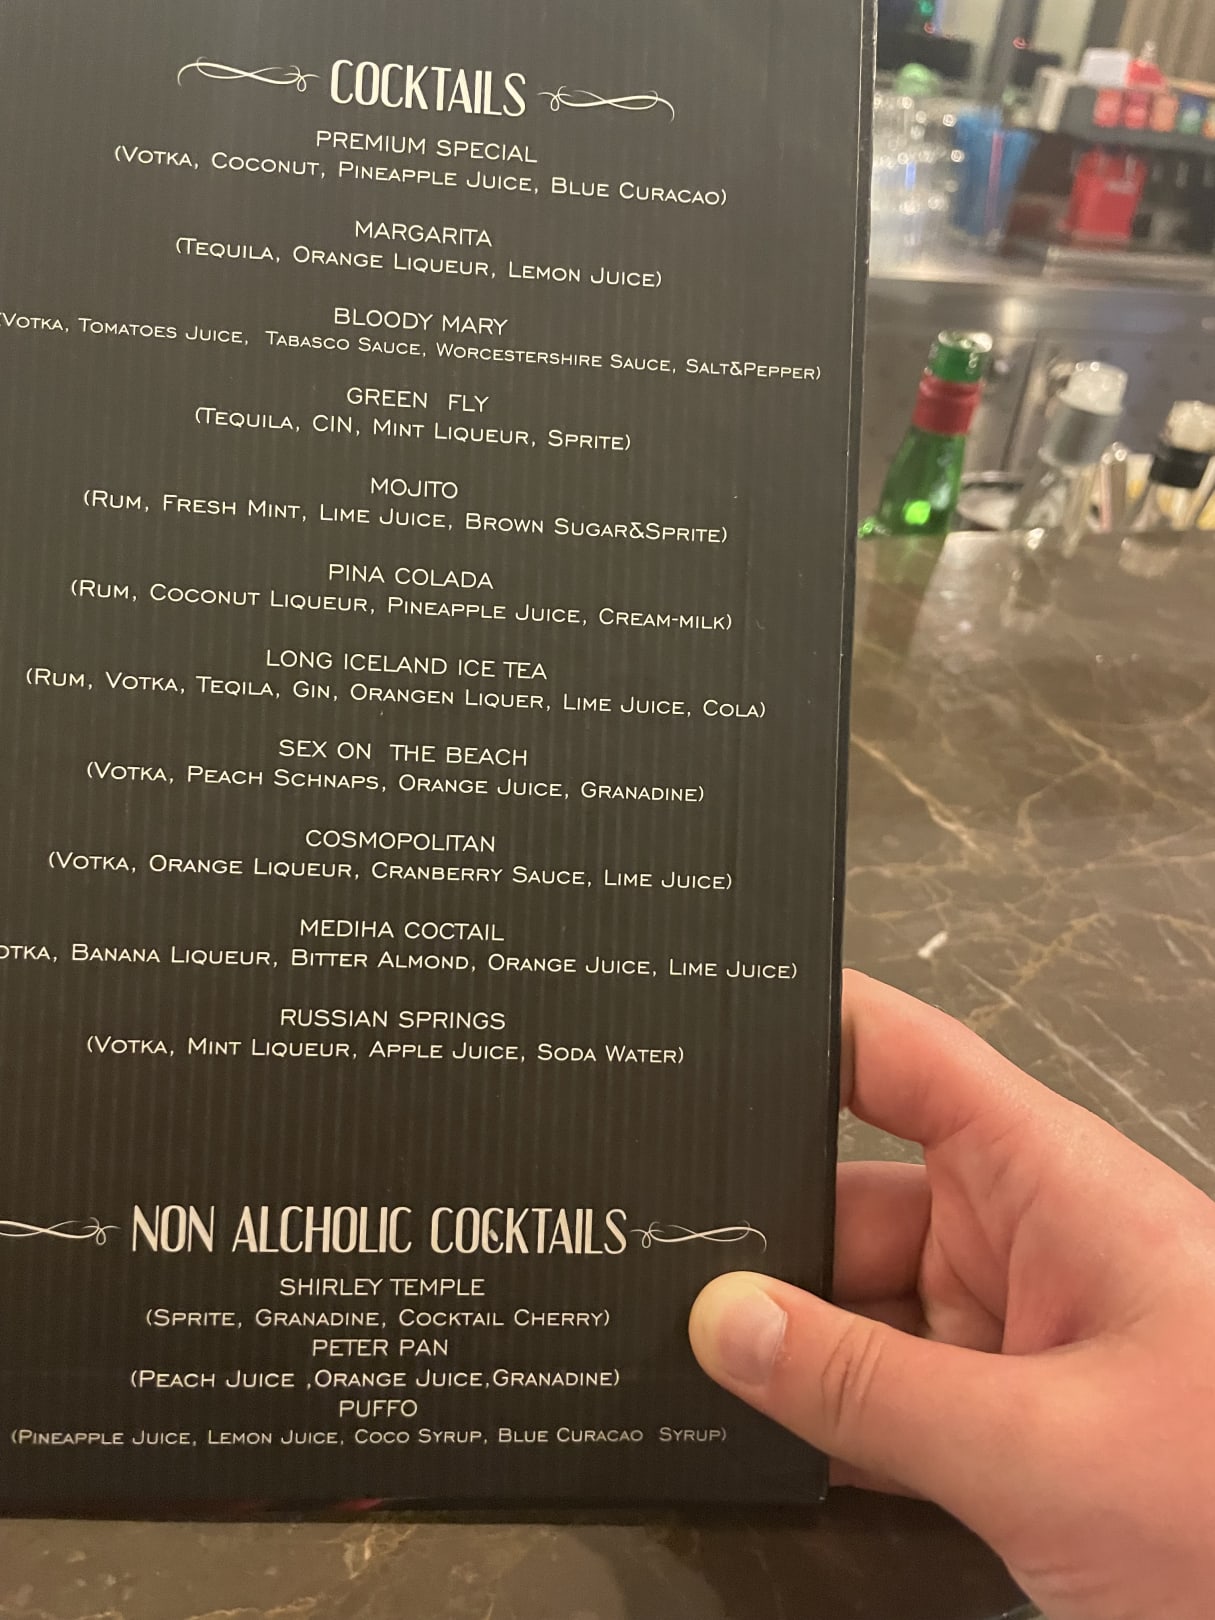 COCKTAILS
PREMIUM SPECIAL
(VOTKA, COCONUT, PINEAPPLE JUICE, BLUE CURACAO)
MARGARITA
(TEQUILA, ORANGE LIQUEUR, LEMON JUICE)
BLOODY MARY
(VOTKA, TOMATOES JUICE, TABASCO SAUCE, WORCESTERSHIRE SAUCE, SALT&PEPPER)
GREEN FLY
(TEQUILA, CIN, MINT LIQUEUR, SPRITE)
MOJITO
(RUM, FRESH MINT, LIME JUICE, BROWN SUGAR&SPRITE)
PINA COLADA
(RUM, COCONUT LIQUEUR, PINEAPPLE JUICE, CREAM-MILK)
LONG ICELAND ICE TEA
(RUM, VOTKA, TEQILA, GIN, ORANGEN LIQUER, LIME JUICE, COLA)
SEX ON THE BEACH
(VOTKA, PEACH SCHNAPS, ORANGE JUICE, GRANADINE)
COSMOPOLITAN
(VOTKA, ORANGE LIQUEUR, CRANBERRY SAUCE, LIME JUICE)
MEDIHA COCTAIL
OTKA, BANANA LIQUEUR, BITTER ALMOND, ORANGE JUICE, LIME JUICE)
RUSSIAN SPRINGS
(VOTKA, MINT LIQUEUR, APPLE JUICE, SODA WATER)
NON ALCHOLIC COCKTAILS
SHIRLEY TEMPLE
(SPRITE, GRANADINE, COCKTAIL CHERRY)
PETER PAN
(PEACH JUICE ,ORANGE JUICE,GRANADINE)
PUFFO
(PINEAPPLE JUICE, LEMON JUICE, COCO SYRUP, BLUE CURACAO SYRUP)